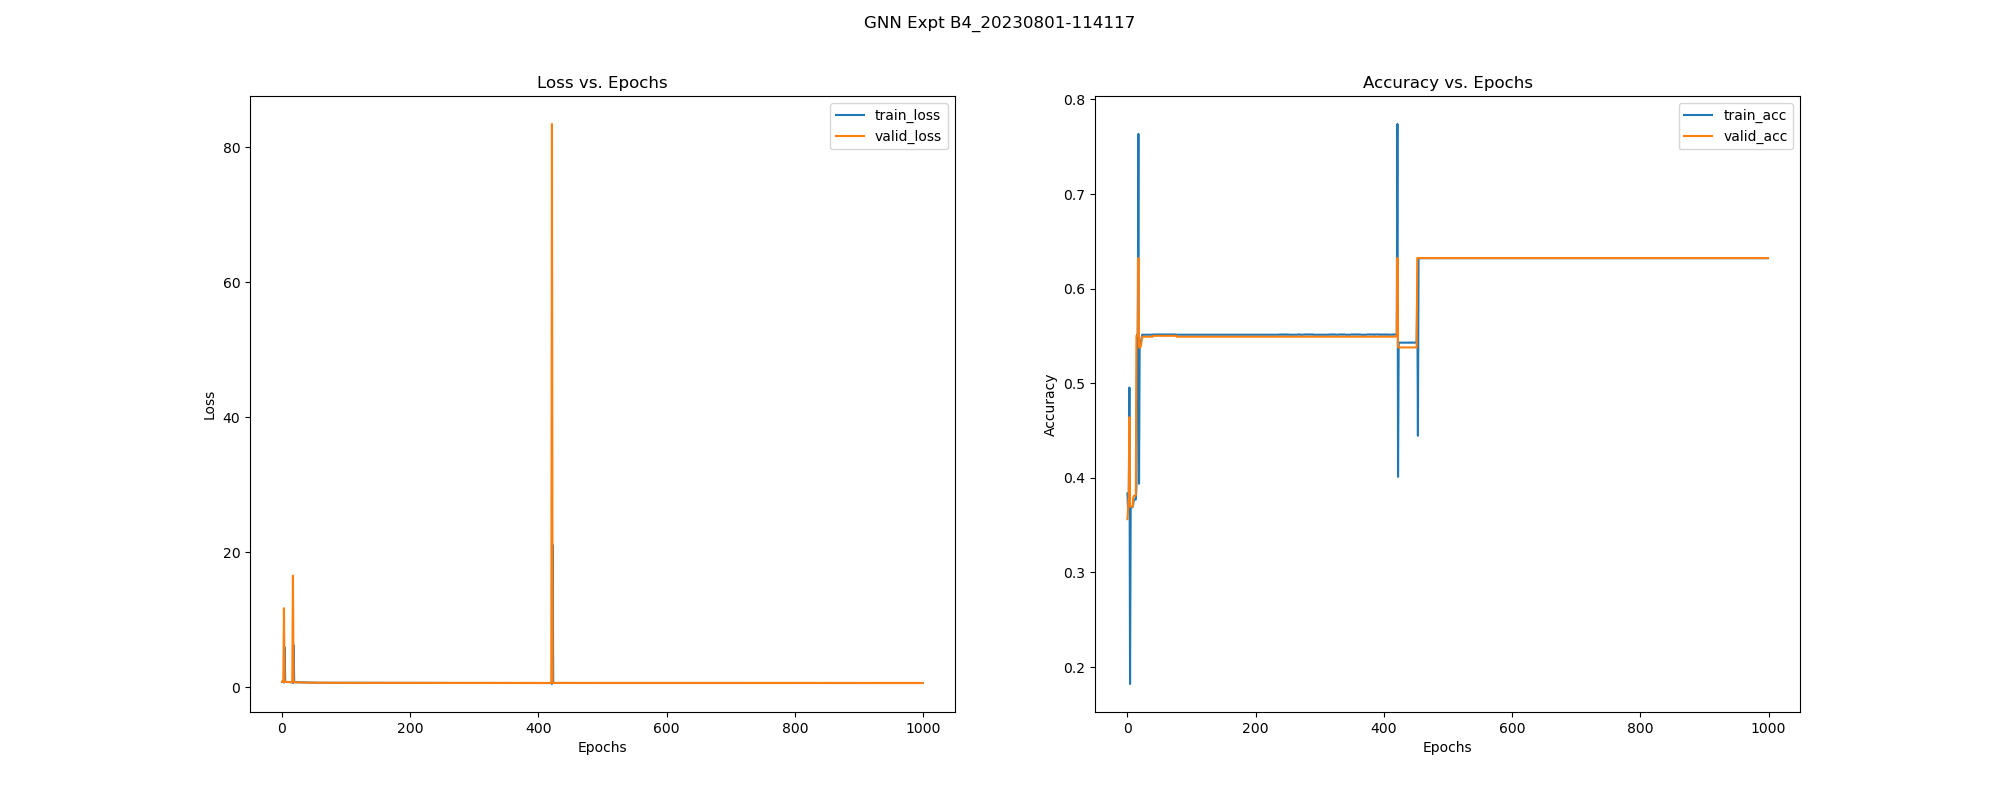 GNN Expt B4_20230801-114117
Loss vs. Epochs
train_loss
valid_loss
80
60
40
20
0
Loss
0 200 400 600 800 1000
Epochs
Accuracy vs. Epochs
train_acc
valid_acc
0.8
0.7
0.6
0.5
0.4
0.3
0.2
Accuracy
0 200 400 600 800 1000
Epochs